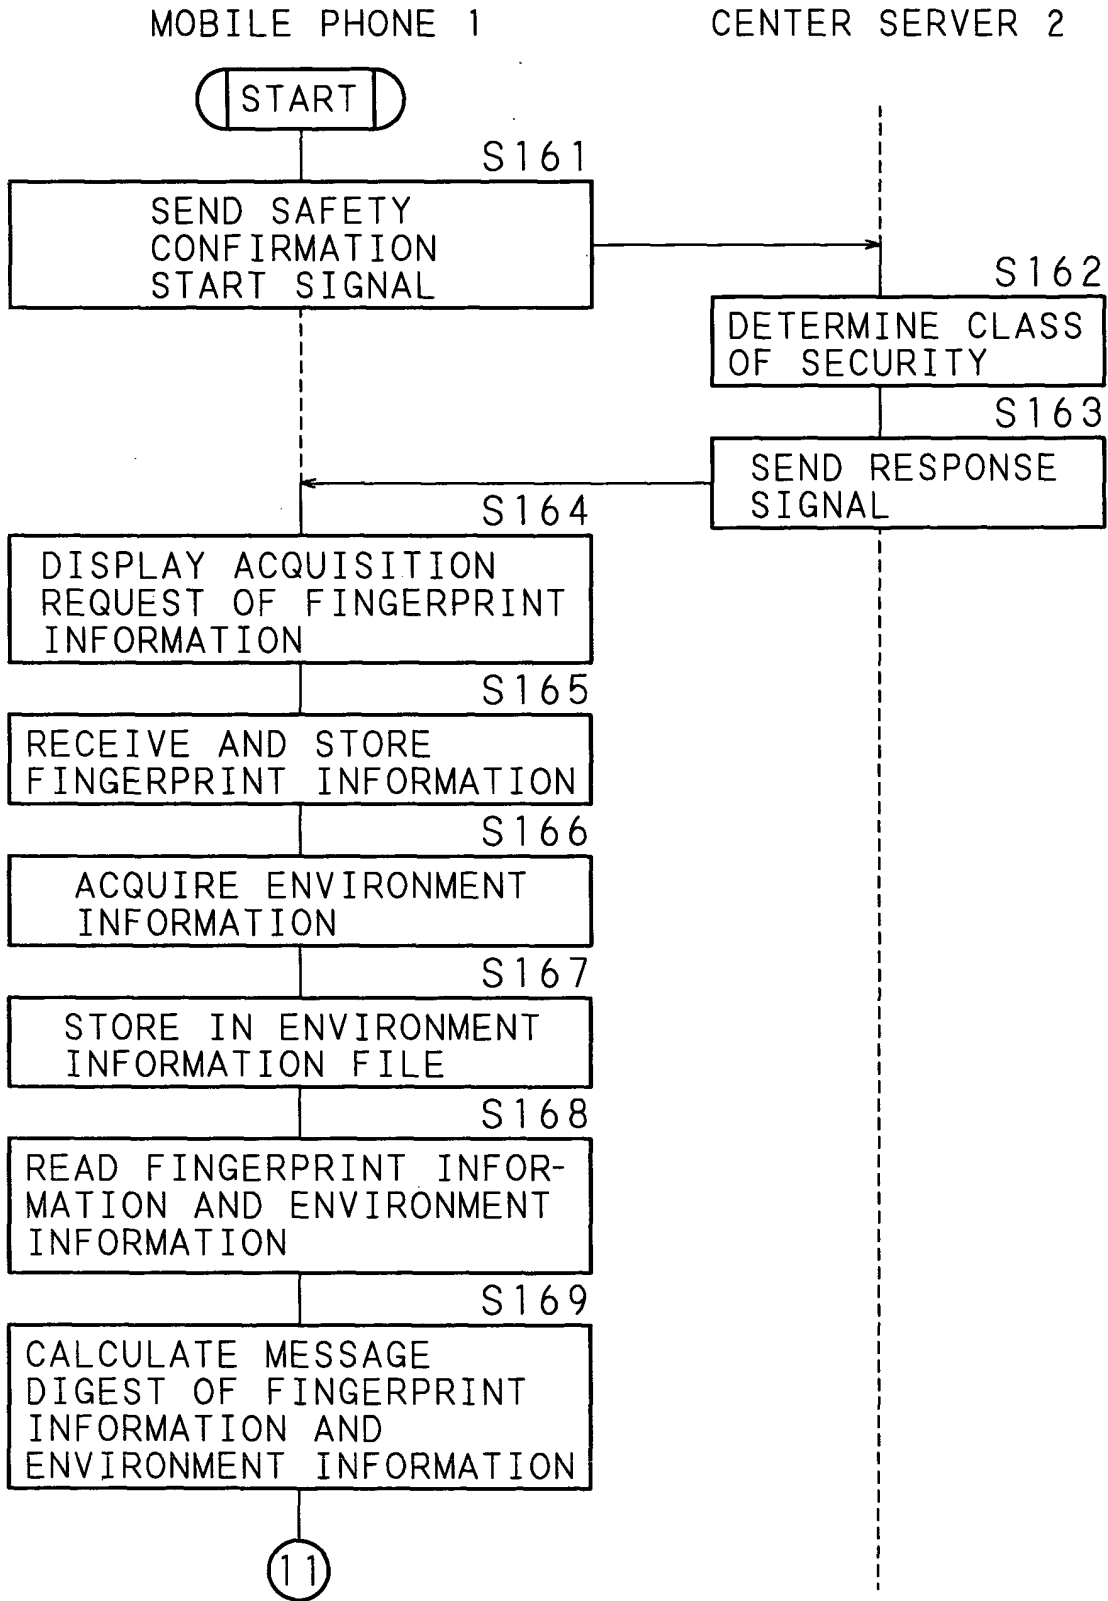 MOBILE PHONE 1
CENTER SERVER 2
START
S161
SEND SAFETY
CONFIRMATION
START SIGNAL
S162
DETERMINE CLASS
OF SECURITY
S163
SEND RESPONSE
SIGNAL
S164
DISPLAY ACQUISITION
REQUEST OF FINGERPRINT
INFORMATION
S165
RECEIVE AND STORE
FINGERPRINT INFORMATION
S166
ACQUIRE ENVIRONMENT
INFORMATION
S167
STORE IN ENVIRONMENT
INFORMATION FILE
S168
READ FINGERPRINT INFOR-
MATION AND ENVIRONMENT
INFORMATION
S169
CALCULATE MESSAGE
DIGEST OF FINGERPRINT
INFORMATION AND
ENVIRONMENT INFORMATION
11